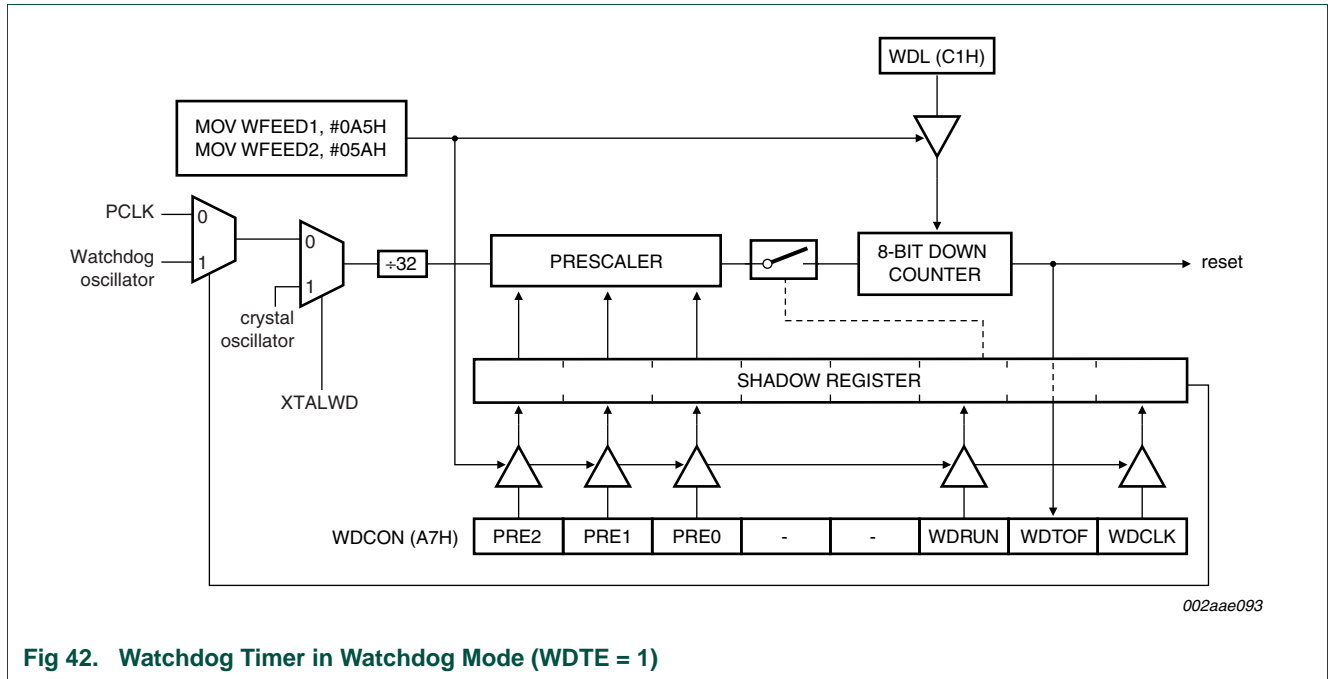 WDL (C1H)
MOV WFEED1, #0A5H
MOV WFEED2, #05AH
PCLK
0
Watchdog
oscillator
1
0
1
crystal
oscillator
XTALWD
÷32
PRESCALER
8-BIT DOWN
COUNTER
reset
SHADOW REGISTER
WDCON (A7H)
PRE2
PRE1
PRE0
-
-
WDRUN
WDTOF
WDCLK
002aae093
Fig 42. Watchdog Timer in Watchdog Mode (WDTE = 1)